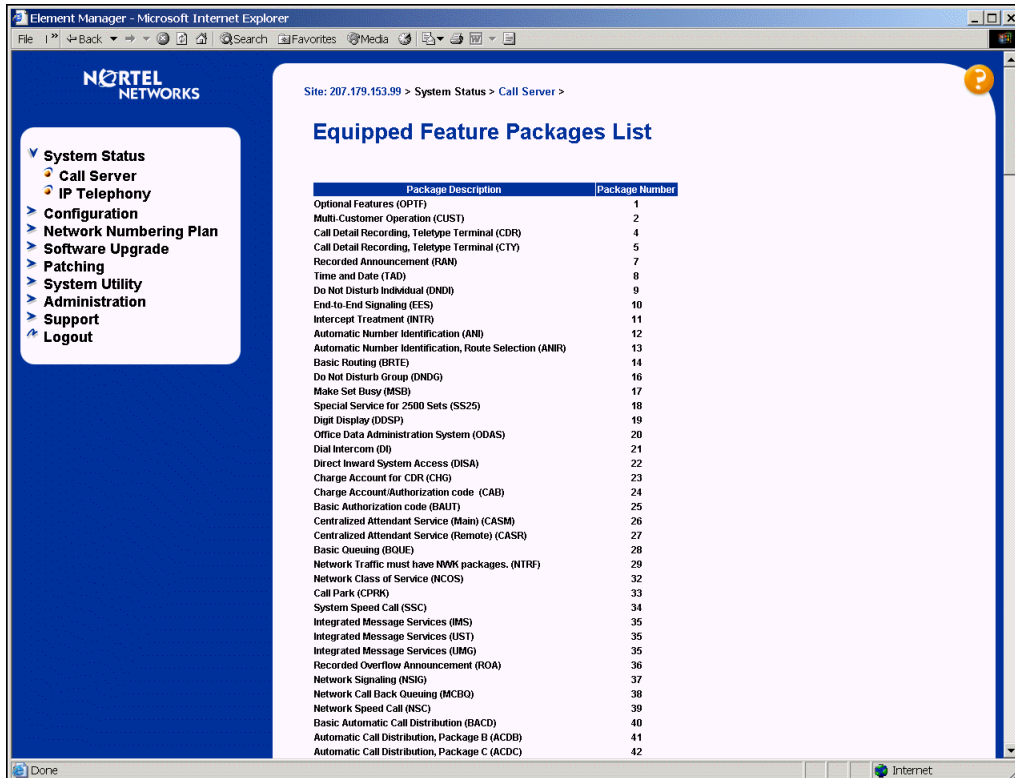 Element Manager - Microsoft Internet Explorer
File Back Search Favorites Media
NORTEL
NETWORKS
System Status
Call Server
IP Telephony
Configuration
Network Numbering Plan
Software Upgrade
Patching
System Utility
Administration
Support
Logout
Site: 207.179.153.99 > System Status > Call Server >
?
Equipped Feature Packages List
Package Description Package Number
Optional Features (OPTF) 1
Multi-Customer Operation (CUST) 2
Call Detail Recording, Teletype Terminal (CDR) 4
Call Detail Recording, Teletype Terminal (CTY) 5
Recorded Announcement (RAN) 7
Time and Date (TAD) 8
Do Not Disturb Individual (DNDI) 9
End-to-End Signaling (EES) 10
Intercept Treatment (INTR) 11
Automatic Number Identification (ANI) 12
Automatic Number Identification, Route Selection (ANIR) 13
Basic Routing (BRTE) 14
Do Not Disturb Group (DNDG) 16
Make Set Busy (MSB) 17
Special Service for 2500 Sets (SS25) 18
Digit Display (DDSP) 19
Office Data Administration System (ODAS) 20
Dial Intercom (DI) 21
Direct Inward System Access (DISA) 22
Charge Account for CDR (CHG) 23
Charge Account/Authorization code (CAB) 24
Basic Authorization code (BAUT) 25
Centralized Attendant Service (Main) (CASM) 26
Centralized Attendant Service (Remote) (CASR) 27
Basic Queuing (BQUE) 28
Network Traffic must have NWK packages. (NTRF) 29
Network Class of Service (NCOS) 32
Call Park (CPRK) 33
System Speed Call (SSC) 34
Integrated Message Services (IMS) 35
Integrated Message Services (UST) 35
Integrated Message Services (UMG) 35
Recorded Overflow Announcement (ROA) 36
Network Signaling (NSIG) 37
Network Call Back Queuing (MCBQ) 38
Network Speed Call (NSC) 39
Basic Automatic Call Distribution (BACD) 40
Automatic Call Distribution, Package B (ACDB) 41
Automatic Call Distribution, Package C (ACDC) 42
Done Internet